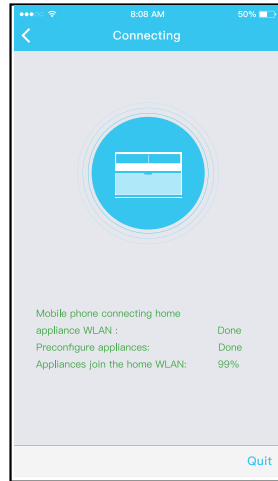 8:08 AM 50%
Connecting
Mobile phone connecting home
appliance WLAN : Done
Preconfigure appliances: Done
Appliances join the home WLAN: 99%
Quit